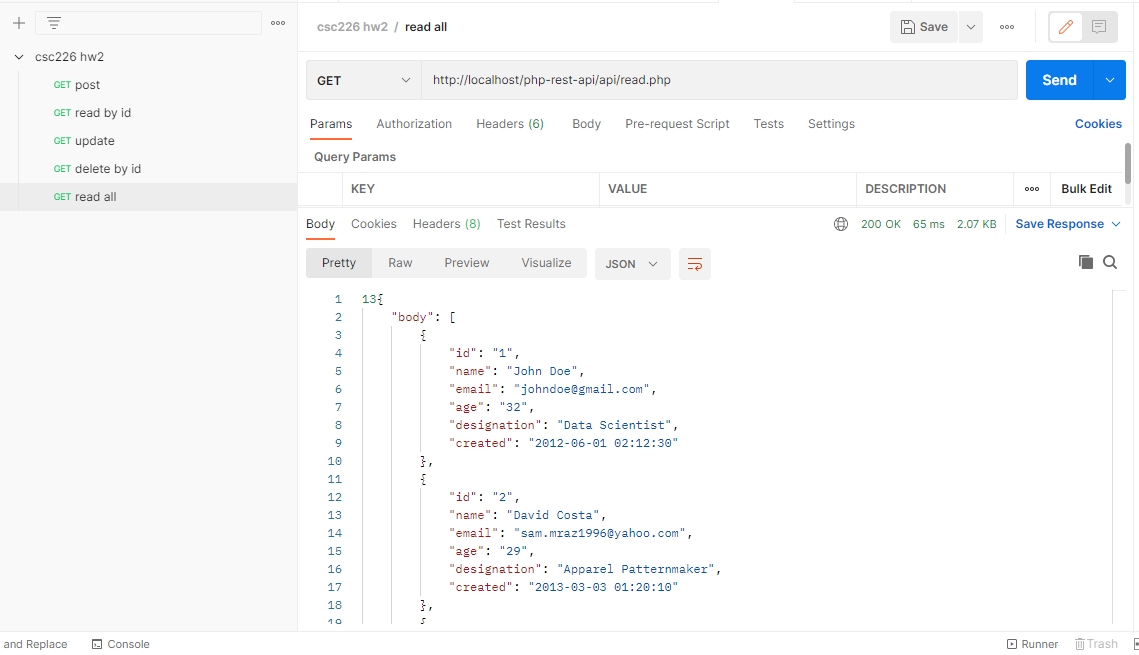 csc226 hw2 / read all
Save
csc226 hw2
GET post
GET read by id
GET update
GET delete by id
GET read all
GET
http://localhost/php-rest-api/api/read.php
Send
Params Authorization Headers (6) Body Pre-request Script Tests Settings Cookies
Query Params
KEY VALUE DESCRIPTION Bulk Edit
Body Cookies Headers (8) Test Results 200 OK 65 ms 2.07 KB Save Response
Pretty Raw Preview Visualize JSON
1 13{
2 "body": [
3 {
4 "id": "1",
5 "name": "John Doe",
6 "email": "johndoe@gmail.com",
7 "age": "32",
8 "designation": "Data Scientist",
9 "created": "2012-06-01 02:12:30"
10 },
11 {
12 "id": "2",
13 "name": "David Costa",
14 "email": "sam.mraz1996@yahoo.com",
15 "age": "29",
16 "designation": "Apparel Patternmaker",
17 "created": "2013-03-03 01:20:10"
18 },
19 {
and Replace Console Runner Trash